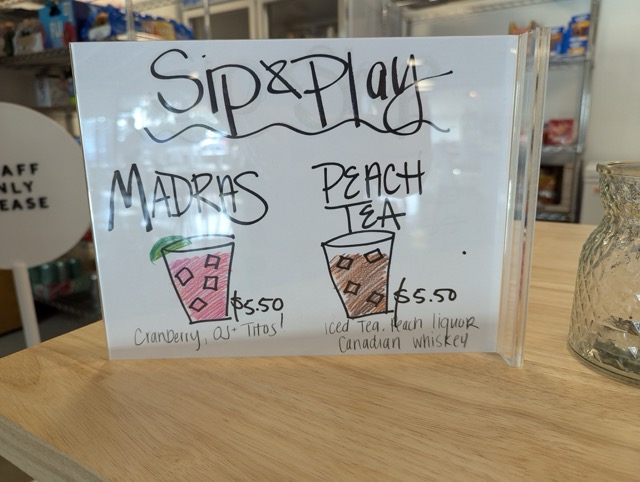 Sip & Play
MADRAS
PEACH
TEA
$5.50
Cranberry, OJ + Titos!
$5.50
Iced Tea, Peach liquor
Canadian whiskey
AFF
NLY
EASE